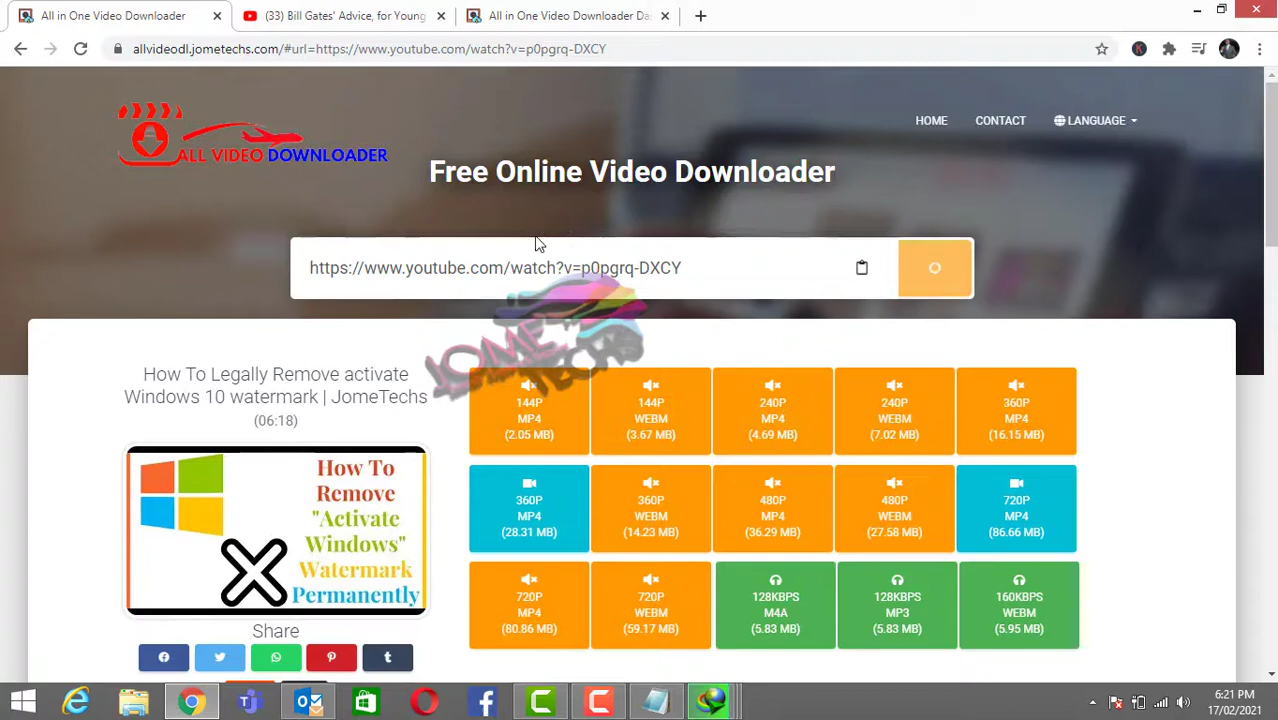 All in One Video Downloader
(33) Bill Gates' Advice, for Young
All in One Video Downloader Da
allvideodl.jometechs.com/#url=https://www.youtube.com/watch?v=p0pgrq-DXCY
K
ALL VIDEO DOWNLOADER
HOME
CONTACT
LANGUAGE
Free Online Video Downloader
https://www.youtube.com/watch?v=p0pgrq-DXCY
JOME
TECHS
How To Legally Remove activate
Windows 10 watermark | JomeTechs
(06:18)
How To
Remove
"Activate
Windows"
Watermark
Permanently
Share
144P
MP4
(2.05 MB)
144P
WEBM
(3.67 MB)
240P
MP4
(4.69 MB)
240P
WEBM
(7.02 MB)
360P
MP4
(16.15 MB)
360P
MP4
(28.31 MB)
360P
WEBM
(14.23 MB)
480P
MP4
(36.29 MB)
480P
WEBM
(27.58 MB)
720P
MP4
(86.66 MB)
720P
MP4
(80.86 MB)
720P
WEBM
(59.17 MB)
128KBPS
M4A
(5.83 MB)
128KBPS
MP3
(5.83 MB)
160KBPS
WEBM
(5.95 MB)
6:21 PM
17/02/2021